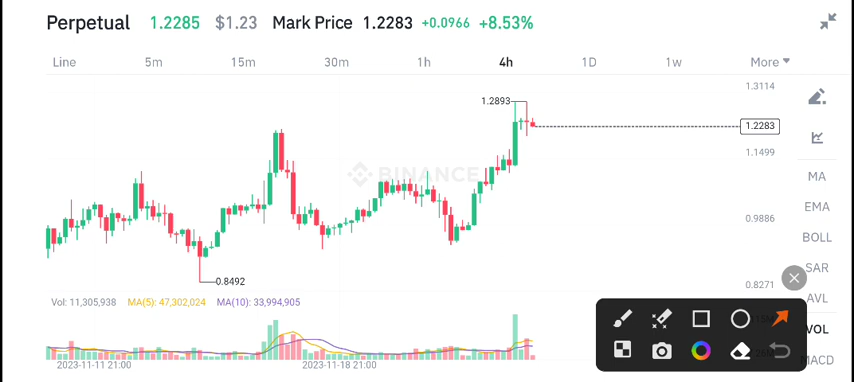 Perpetual 1.2285 $1.23 Mark Price 1.2283 +0.0966 +8.53%
Line 5m 15m 30m 1h 4h 1D 1w More
1.3114
1.2893
1.2283
1.1499
BINANCE
MA
EMA
0.9886
BOLL
SAR
0.8492
0.8271
AVL
Vol: 11,305,938 MA(5): 47,302,024 MA(10): 33,994,905
VOL
MACD
2023-11-11 21:00 2023-11-18 21:00